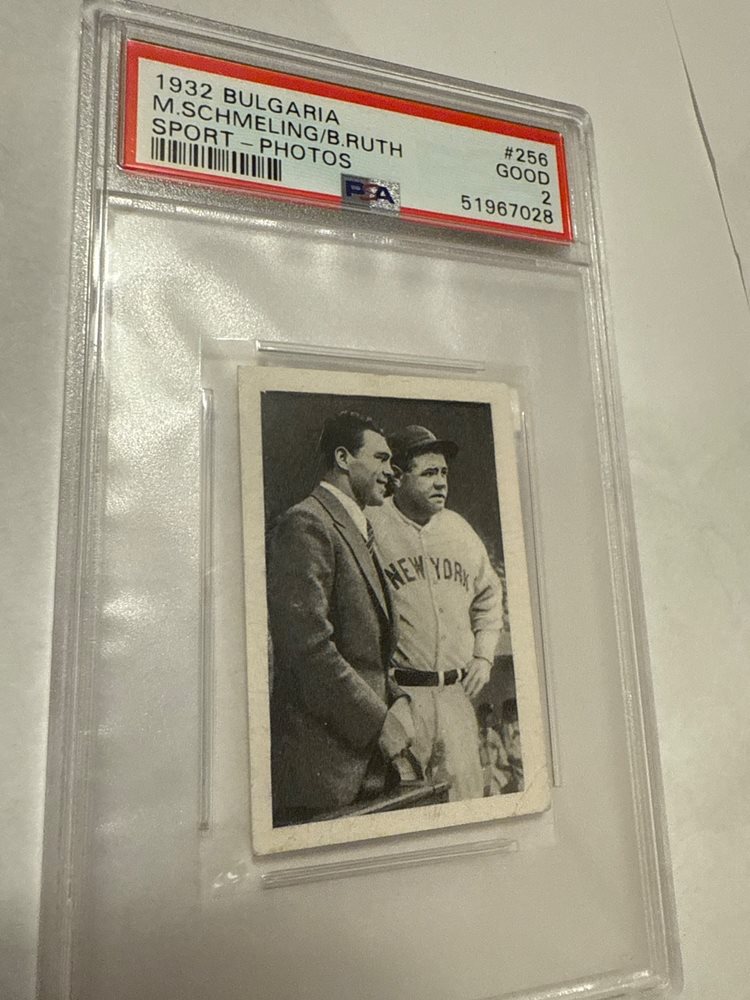 1932 BULGARIA
M.SCHMELING/B.RUTH
SPORT - PHOTOS
#256
GOOD
2
51967028
PSA
NEW YORK